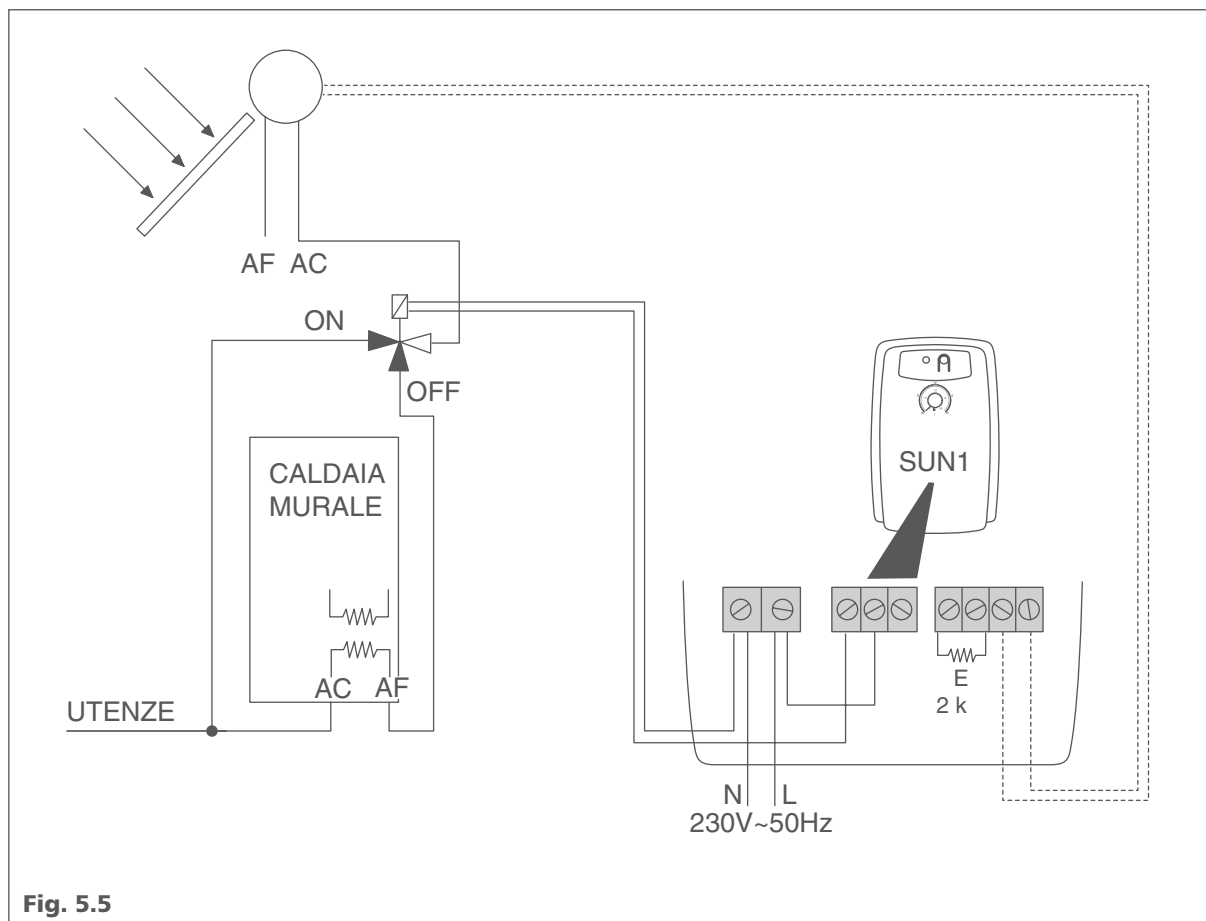 AF AC
ON
OFF
CALDAIA
MURALE
SUN1
AC AF
UTENZE
E
2 k
N L
230V~50Hz
Fig. 5.5